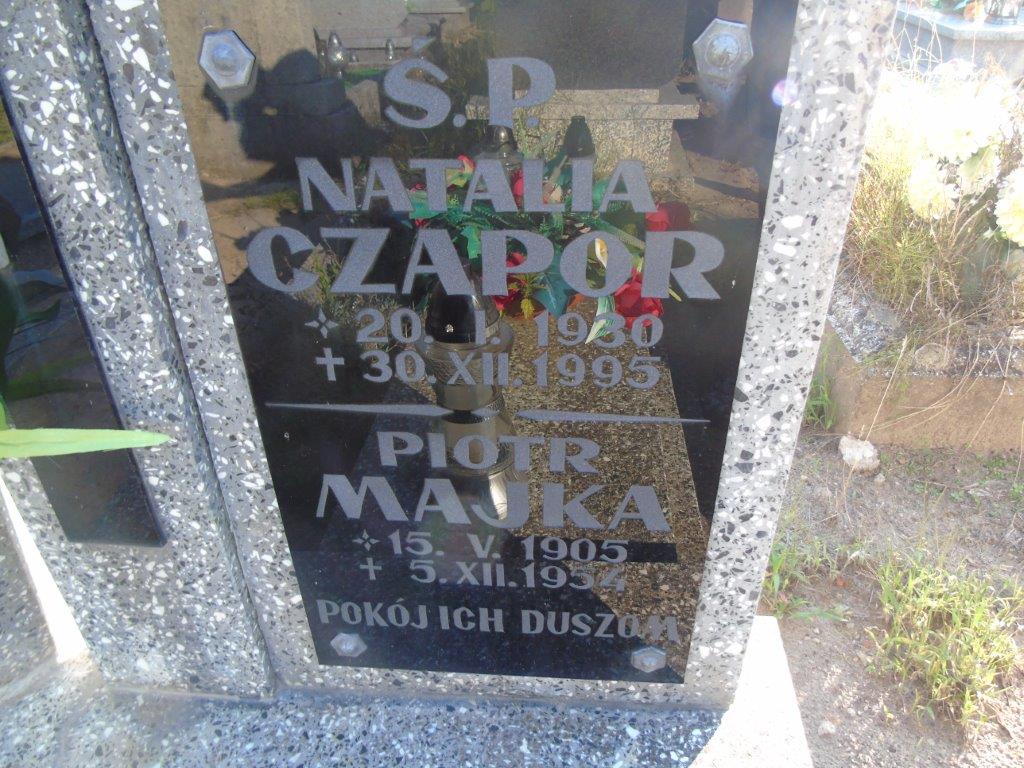 Ś.P.
NATALIA
CZAPOR
✧ 20. I. 1930
✝ 30. XII. 1995
PIOTR
MAJKA
✧ 15. V. 1905
✝ 5. XII. 1954
POKÓJ ICH DUSZOM